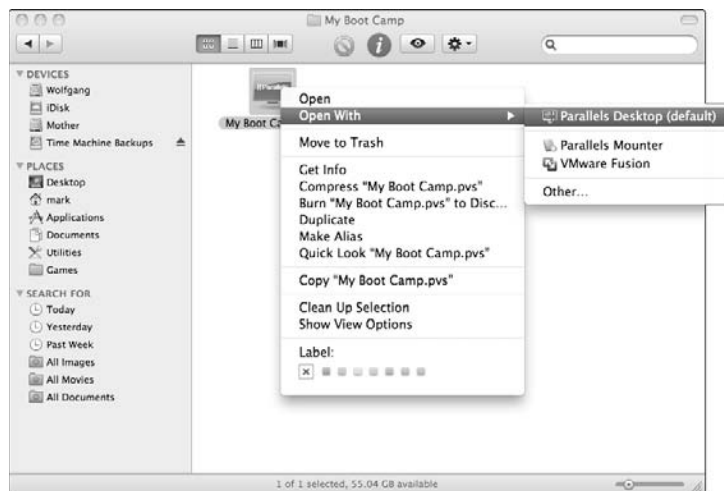 My Boot Camp
DEVICES
Wolfgang
iDisk
Mother
Time Machine Backups
PLACES
Desktop
mark
Applications
Documents
Utilities
Games
SEARCH FOR
Today
Yesterday
Past Week
All Images
All Movies
All Documents
My Boot
Open
Open With
Move to Trash
Get Info
Compress “My Boot Camp.pvs”
Burn “My Boot Camp.pvs” to Disc...
Duplicate
Make Alias
Quick Look “My Boot Camp.pvs”
Copy “My Boot Camp.pvs”
Clean Up Selection
Show View Options
Label:
Parallels Desktop (default)
Parallels Mounter
VMware Fusion
Other...
1 of 1 selected, 55.04 GB available